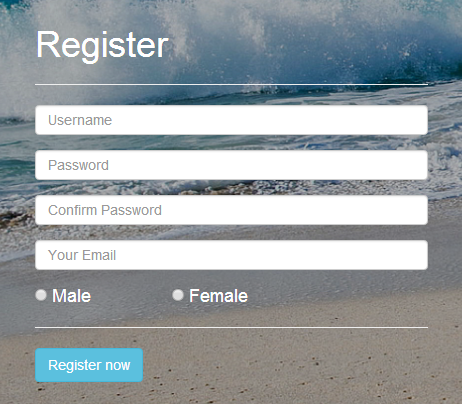 Register
Username
Password
Confirm Password
Your Email
Male Female
Register now